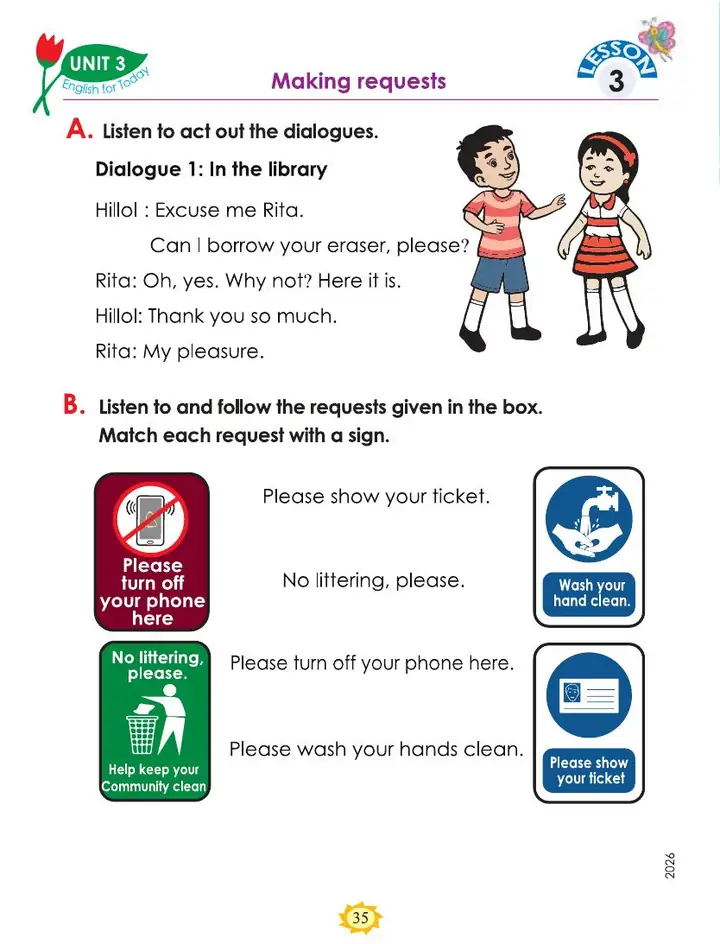 UNIT 3
English for Today
Making requests
LESSON
3
A. Listen to act out the dialogues.
Dialogue 1: In the library
Hillol : Excuse me Rita.
Can I borrow your eraser, please?
Rita: Oh, yes. Why not? Here it is.
Hillol: Thank you so much.
Rita: My pleasure.
B. Listen to and follow the requests given in the box.
Match each request with a sign.
Please
turn off
your phone
here
No littering,
please.
Help keep your
Community clean
Please show your ticket.
No littering, please.
Please turn off your phone here.
Please wash your hands clean.
Wash your
hand clean.
Please show
your ticket
2026
35